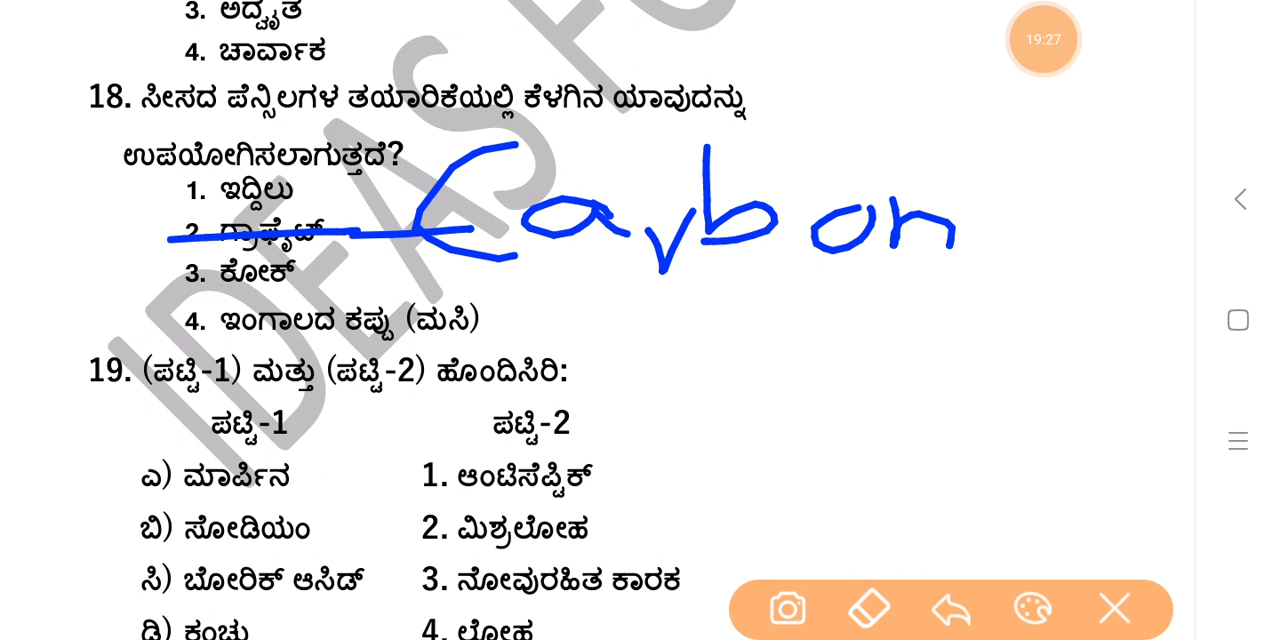 3. ಅದ್ವೈತ
4. ಚಾರ್ವಾಕ
19:27
18. ಸೀಸದ ಪೆನ್ಸಿಲಗಳ ತಯಾರಿಕೆಯಲ್ಲಿ ಕೆಳಗಿನ ಯಾವುದನ್ನು
ಉಪಯೋಗಿಸಲಾಗುತ್ತದೆ?
1. ಇದ್ದಿಲು
2. ಗ್ರಾಫೈಟ್ Carbon
3. ಕೋಕ್
4. ಇಂಗಾಲದ ಕಪ್ಪು (ಮಸಿ)
19. (ಪಟ್ಟಿ-1) ಮತ್ತು (ಪಟ್ಟಿ-2) ಹೊಂದಿಸಿರಿ:
ಪಟ್ಟಿ-1 ಪಟ್ಟಿ-2
ಎ) ಮಾರ್ಪಿನ 1. ಆಂಟಿಸೆಪ್ಟಿಕ್
ಬಿ) ಸೋಡಿಯಂ 2. ಮಿಶ್ರಲೋಹ
ಸಿ) ಬೋರಿಕ್ ಆಸಿಡ್ 3. ನೋವುರಹಿತ ಕಾರಕ
ಡಿ) ಕಂಚು 4. ಲೋಹ
IDEAS FO